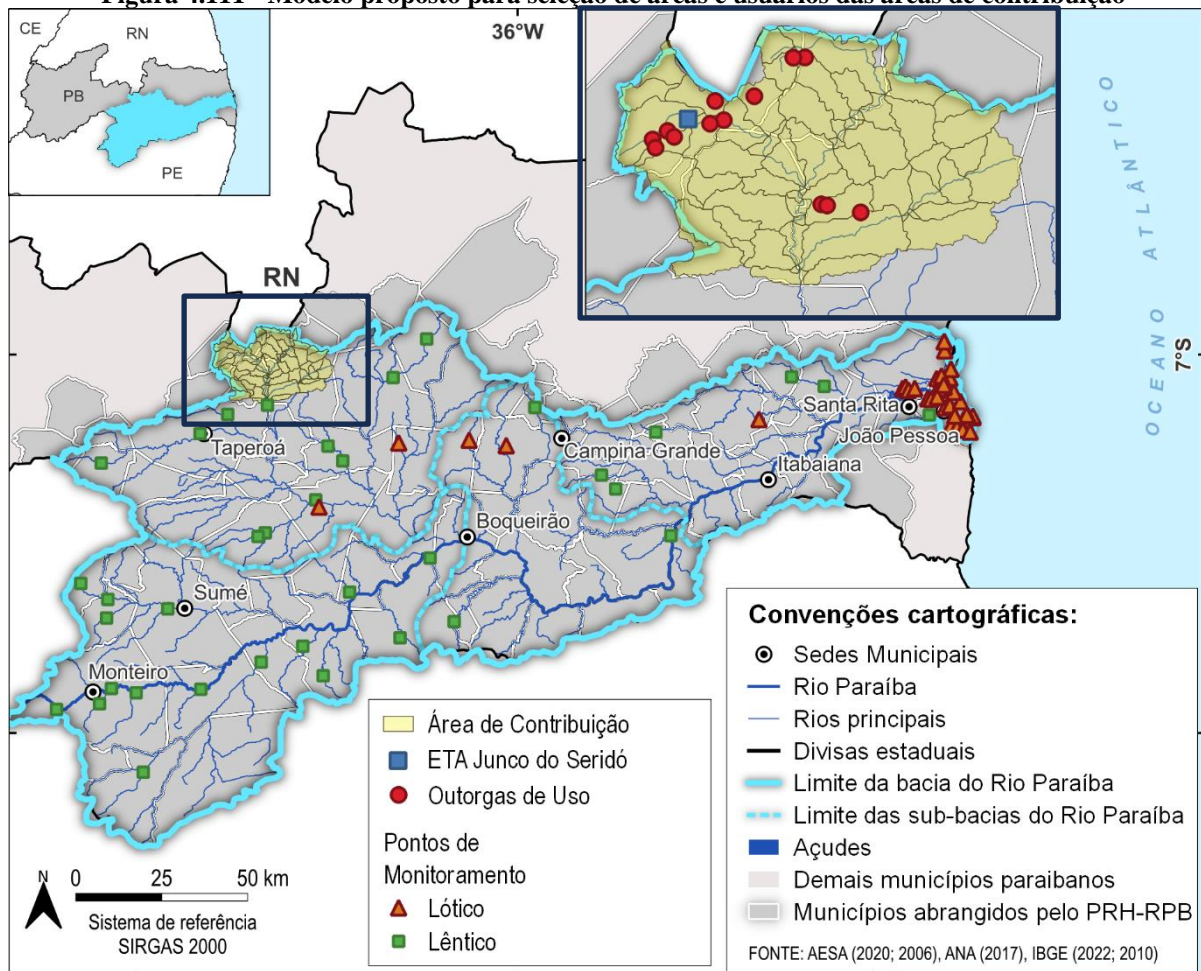 Figura 4.111 - Modelo proposto para seleção de áreas e usuários das áreas de contribuição
CE
RN
PB
PE
36°W
7°S
OCEANO ATLÂNTICO
RN
Taperoá
Campina Grande
Santa Rita
João Pessoa
Itabaiana
Boqueirão
Sumé
Monteiro
N
0 25 50 km
Sistema de referência
SIRGAS 2000
Área de Contribuição
ETA Junco do Seridó
Outorgas de Uso
Pontos de
Monitoramento
Lótico
Lêntico
Convenções cartográficas:
Sedes Municipais
Rio Paraíba
Rios principais
Divisas estaduais
Limite da bacia do Rio Paraíba
Limite das sub-bacias do Rio Paraíba
Açudes
Demais municípios paraibanos
Municípios abrangidos pelo PRH-RPB
FONTE: AESA (2020; 2006), ANA (2017), IBGE (2022; 2010)